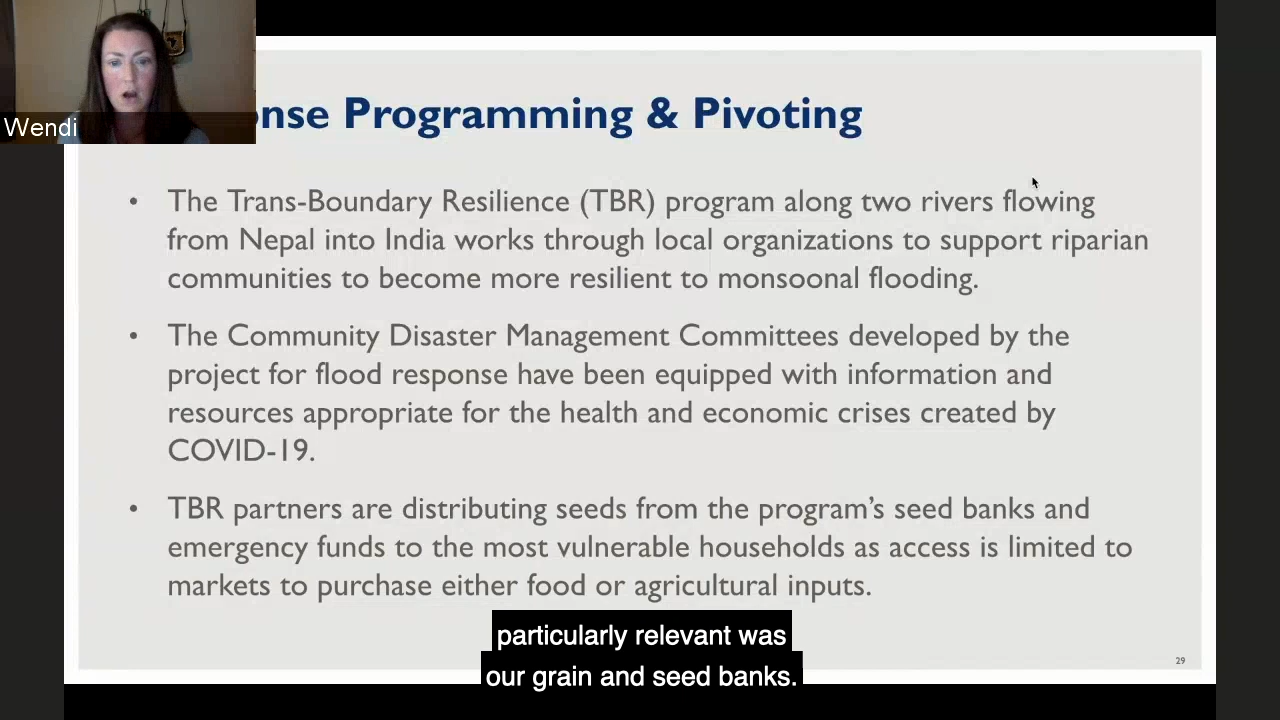 Wendi
onse Programming & Pivoting
• The Trans-Boundary Resilience (TBR) program along two rivers flowing
from Nepal into India works through local organizations to support riparian
communities to become more resilient to monsoonal flooding.
• The Community Disaster Management Committees developed by the
project for flood response have been equipped with information and
resources appropriate for the health and economic crises created by
COVID-19.
• TBR partners are distributing seeds from the program’s seed banks and
emergency funds to the most vulnerable households as access is limited to
markets to purchase either food or agricultural inputs.
particularly relevant was
our grain and seed banks.
29